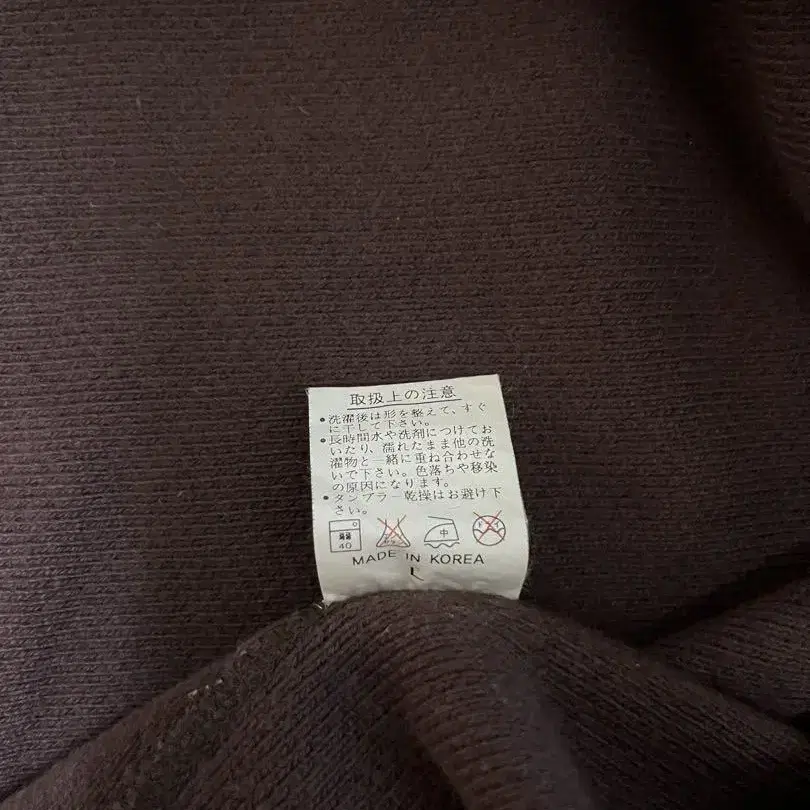 取扱上の注意
•洗濯後は形を整えて、すぐ
に干して下さい。
•長時間水や洗剤につけてお
いたり、濡れたまま他の洗
濯物と一緒に重ね合わせな
いで下さい。色落ちや移染
の原因になります。
•タンブラー乾燥はお避け下
さい。
40 中 ドライ
MADE IN KOREA
L